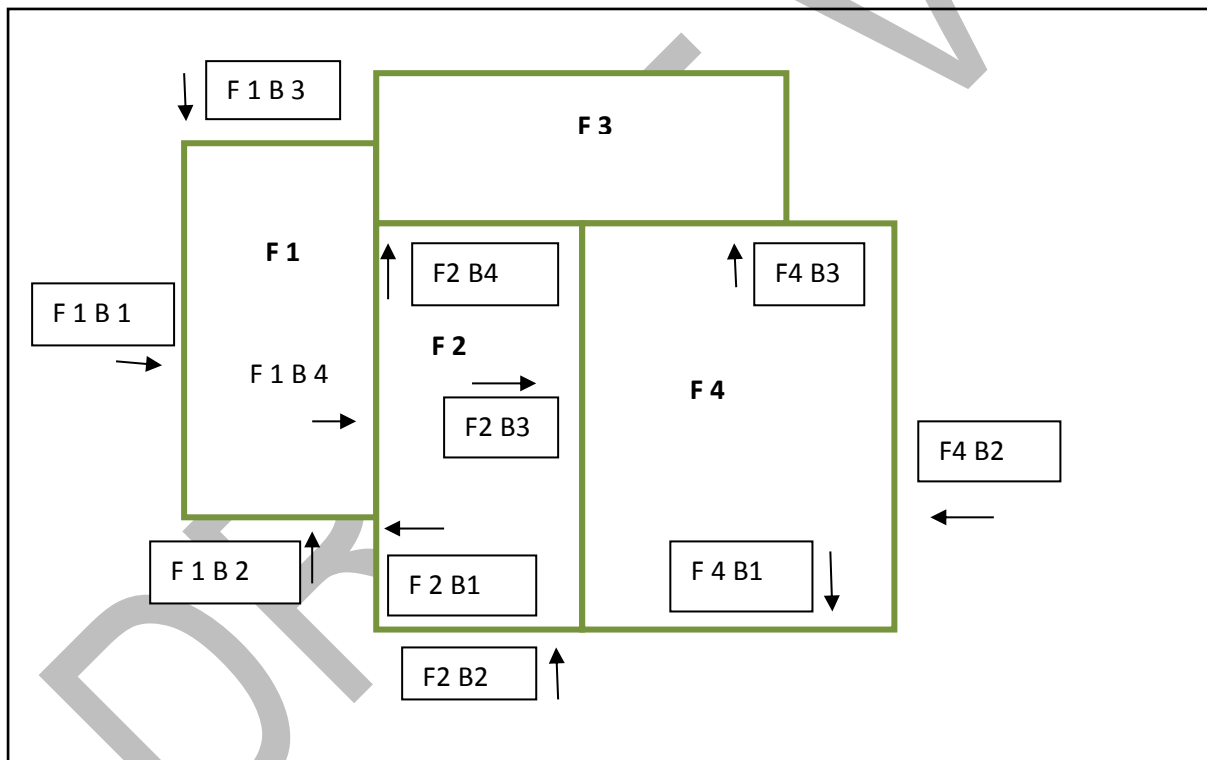 F 1 B 3
F 3
F 1
F2 B4
F4 B3
F 1 B 1
F 2
F 1 B 4
F 4
F2 B3
F4 B2
F 1 B 2
F 2 B1
F 4 B1
F2 B2